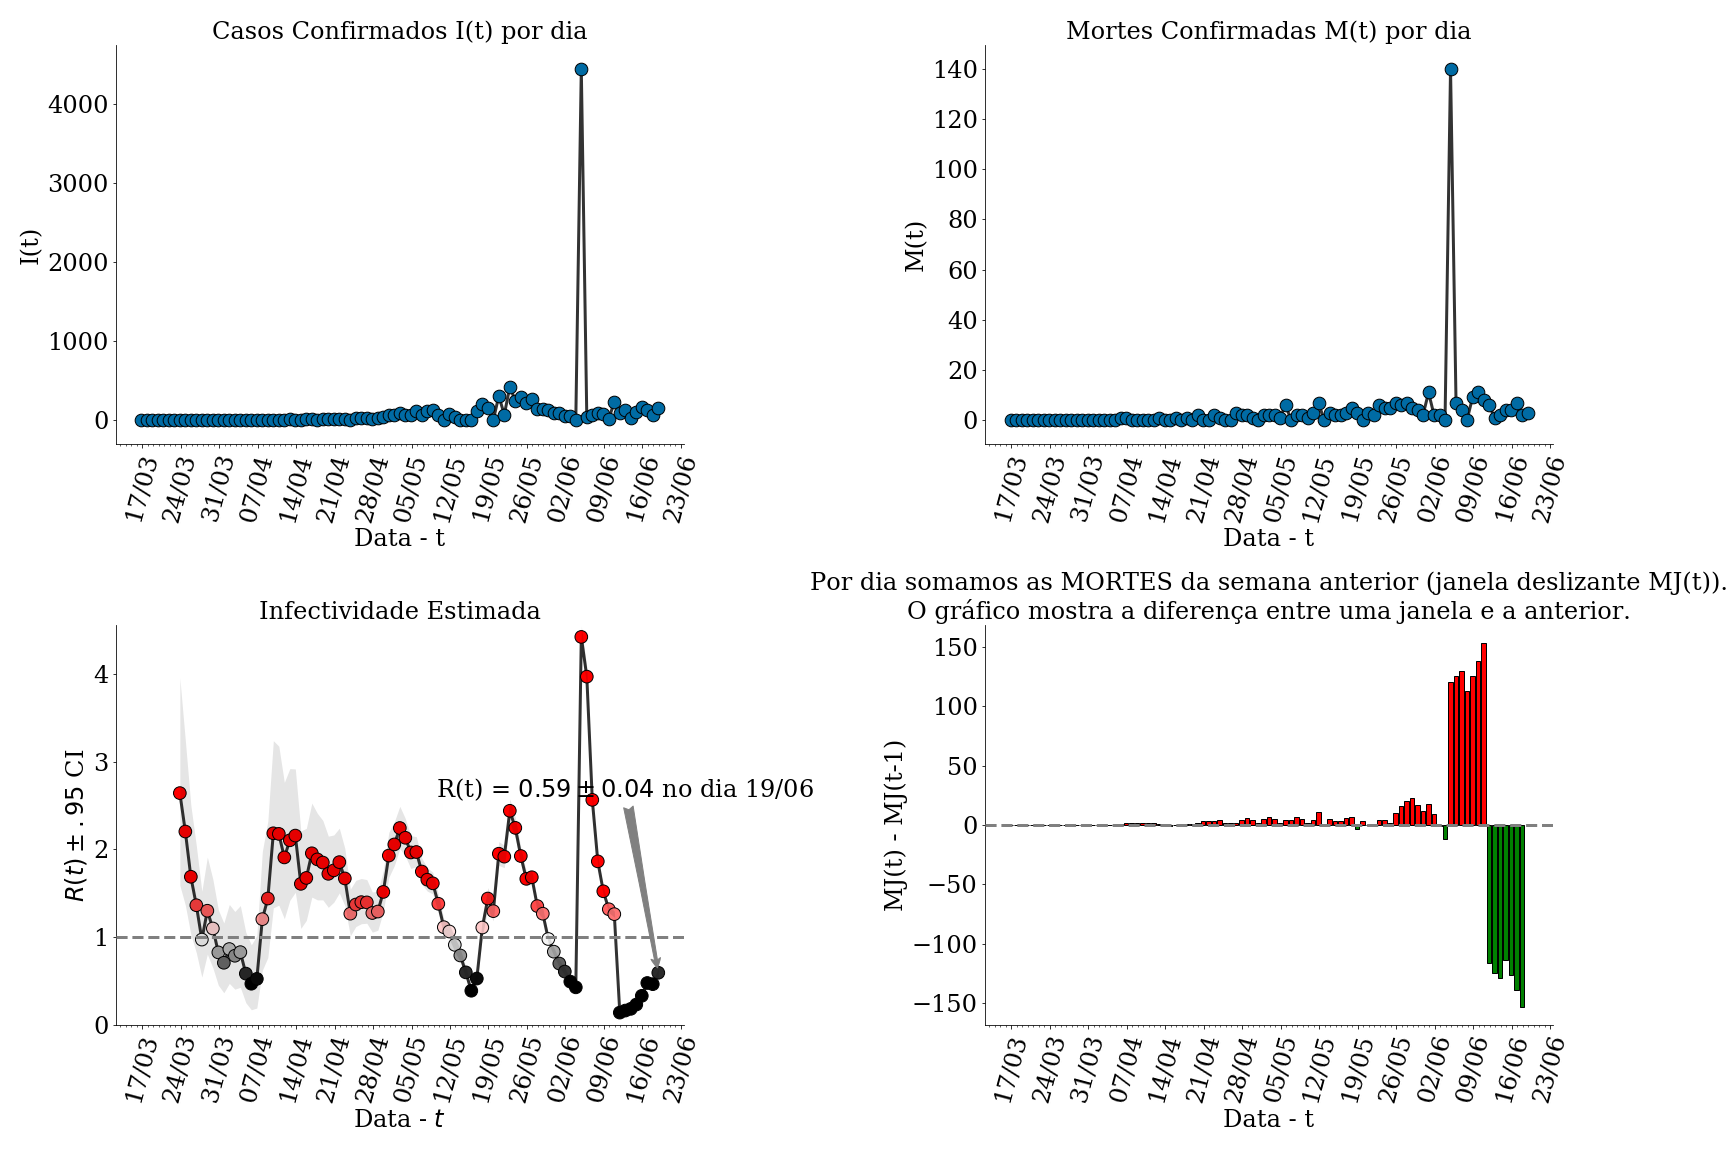 Casos Confirmados I(t) por dia
I(t)
4000
3000
2000
1000
0
17/03 24/03 31/03 07/04 14/04 21/04 28/04 05/05 12/05 19/05 26/05 02/06 09/06 16/06 23/06
Data - t
Mortes Confirmadas M(t) por dia
M(t)
140
120
100
80
60
40
20
0
17/03 24/03 31/03 07/04 14/04 21/04 28/04 05/05 12/05 19/05 26/05 02/06 09/06 16/06 23/06
Data - t
Infectividade Estimada
R(t) ± .95 CI
4
3
2
1
0
R(t) = 0.59 ± 0.04 no dia 19/06
17/03 24/03 31/03 07/04 14/04 21/04 28/04 05/05 12/05 19/05 26/05 02/06 09/06 16/06 23/06
Data - t
Por dia somamos as MORTES da semana anterior (janela deslizante MJ(t)).
O gráfico mostra a diferença entre uma janela e a anterior.
MJ(t) - MJ(t-1)
150
100
50
0
−50
−100
−150
17/03 24/03 31/03 07/04 14/04 21/04 28/04 05/05 12/05 19/05 26/05 02/06 09/06 16/06 23/06
Data - t